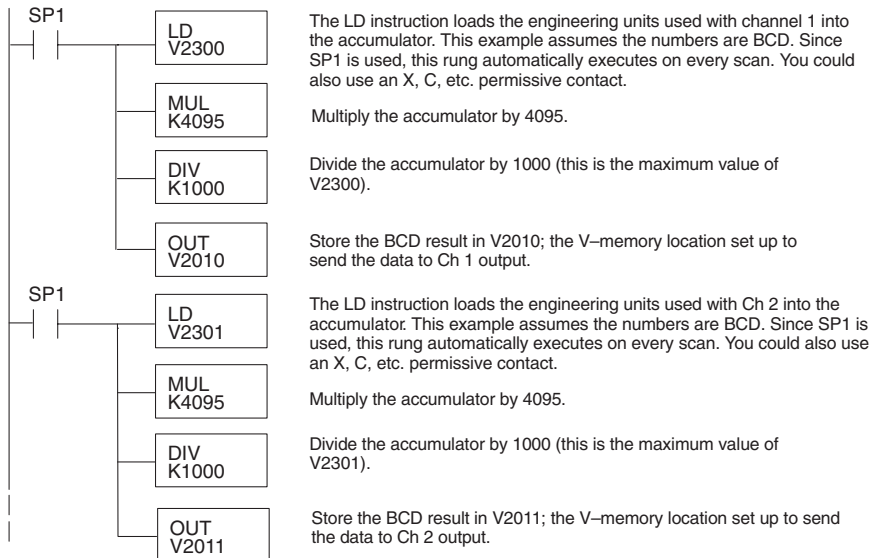 SP1
LD
V2300
The LD instruction loads the engineering units used with channel 1 into
the accumulator. This example assumes the numbers are BCD. Since
SP1 is used, this rung automatically executes on every scan. You could
also use an X, C, etc. permissive contact.
MUL
K4095
Multiply the accumulator by 4095.
DIV
K1000
Divide the accumulator by 1000 (this is the maximum value of
V2300).
OUT
V2010
Store the BCD result in V2010; the V–memory location set up to
send the data to Ch 1 output.
SP1
LD
V2301
The LD instruction loads the engineering units used with Ch 2 into the
accumulator. This example assumes the numbers are BCD. Since SP1 is
used, this rung automatically executes on every scan. You could also use
an X, C, etc. permissive contact.
MUL
K4095
Multiply the accumulator by 4095.
DIV
K1000
Divide the accumulator by 1000 (this is the maximum value of
V2301).
OUT
V2011
Store the BCD result in V2011; the V–memory location set up to send
the data to Ch 2 output.